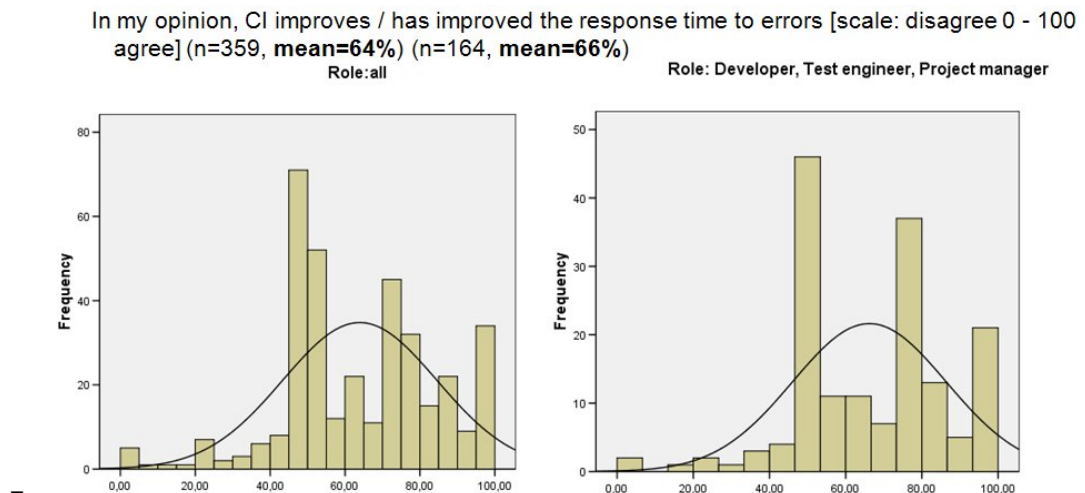 In my opinion, CI improves / has improved the response time to errors [scale: disagree 0 - 100
agree] (n=359, mean=64%) (n=164, mean=66%)
Role:all
Role: Developer, Test engineer, Project manager
Frequency
80
60
40
20
0
0,00 20,00 40,00 60,00 80,00 100,00
Frequency
50
40
30
20
10
0
0,00 20,00 40,00 60,00 80,00 100,00